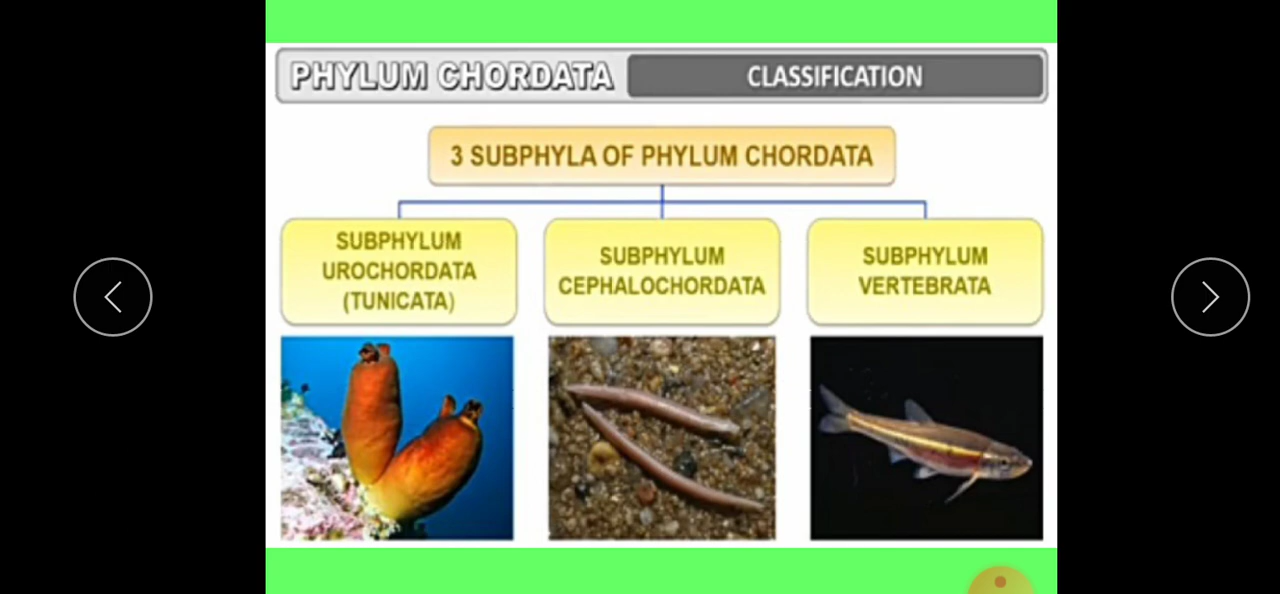 PHYLUM CHORDATA
CLASSIFICATION
3 SUBPHYLA OF PHYLUM CHORDATA
SUBPHYLUM
UROCHORDATA
(TUNICATA)
SUBPHYLUM
CEPHALOCHORDATA
SUBPHYLUM
VERTEBRATA